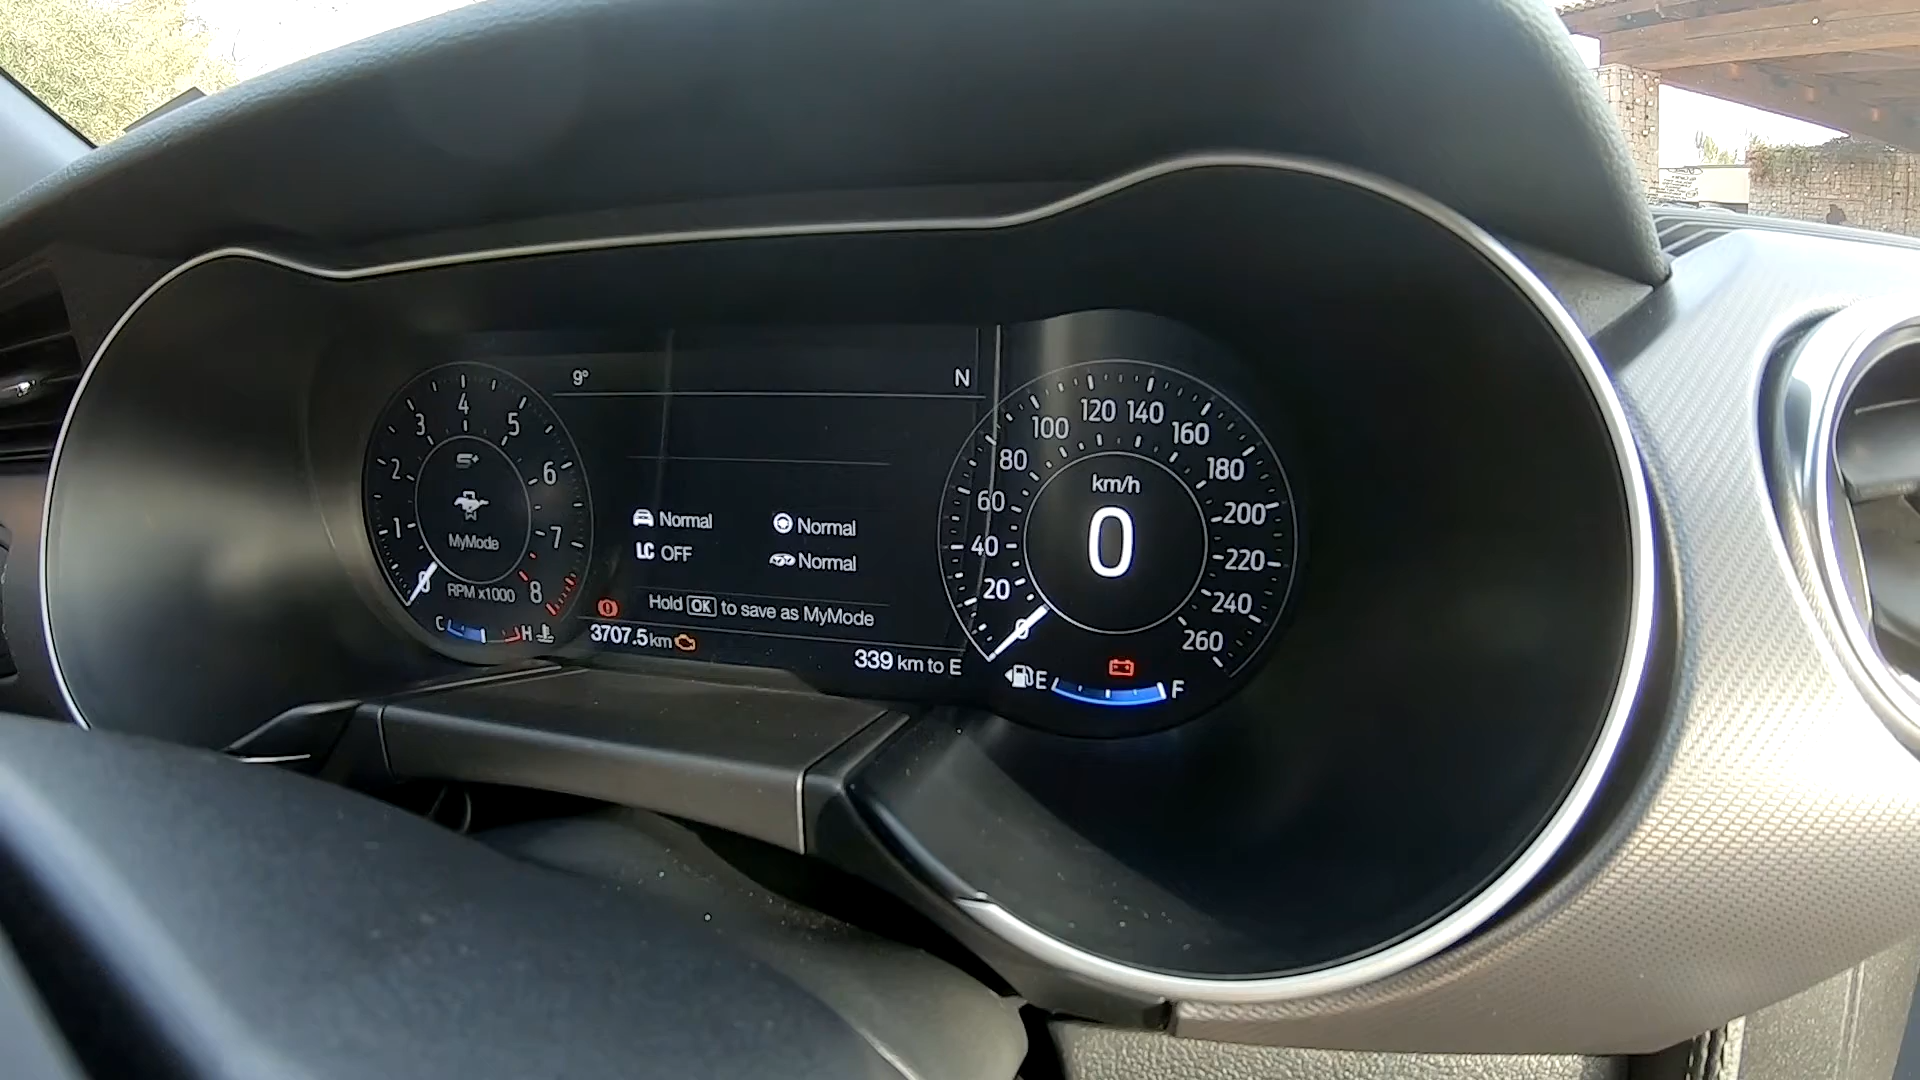 9° N
S+
MyMode
0 1 2 3 4 5 6 7 8
RPM x1000
C H
Normal Normal
LC OFF Normal
Hold OK to save as MyMode
3707.5 km
339 km to E
0 20 40 60 80 100 120 140 160 180 200 220 240 260
km/h
0
E F